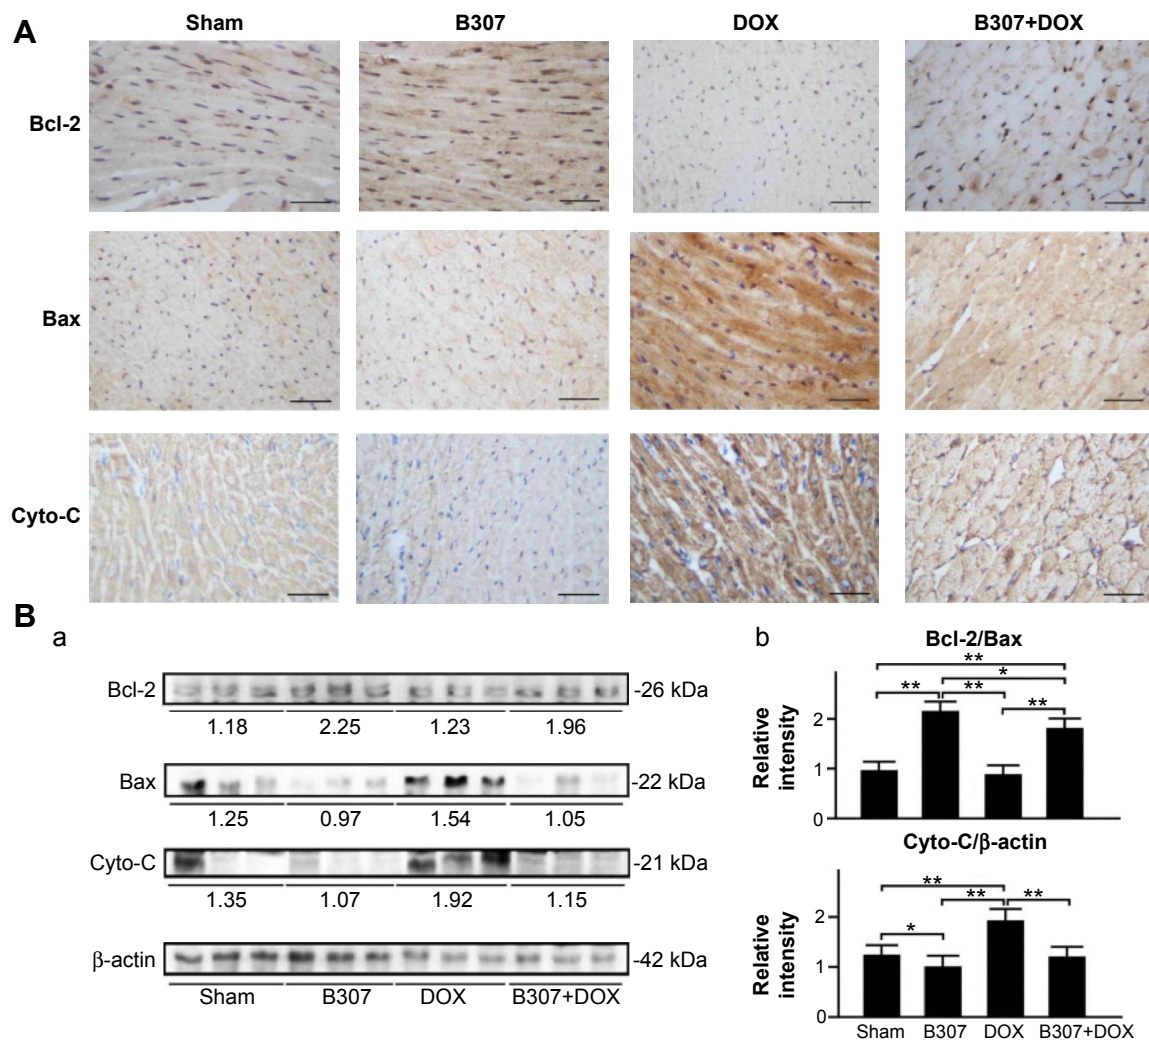 A
Sham B307 DOX B307+DOX
Bcl-2
Bax
Cyto-C
B
a
Bcl-2 -26 kDa
1.18 2.25 1.23 1.96
Bax -22 kDa
1.25 0.97 1.54 1.05
Cyto-C -21 kDa
1.35 1.07 1.92 1.15
β-actin -42 kDa
Sham B307 DOX B307+DOX
b
Bcl-2/Bax
**
*
** **
**
Relative
intensity
2
1
0
Cyto-C/β-actin
**
** **
*
Relative
intensity
2
1
0
Sham B307 DOX B307+DOX